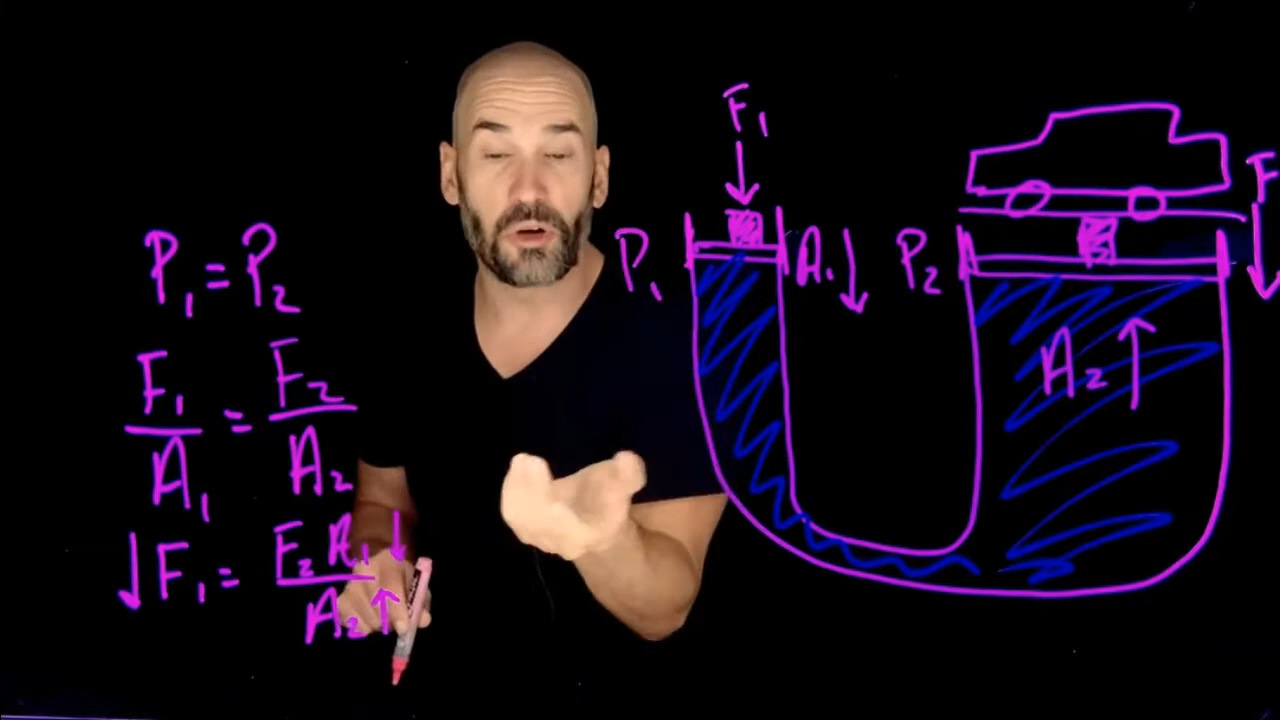 P₁ = P₂
F₁/A₁ = F₂/A₂
↓F₁ = F₂ A₁↓/A₂↑
F₁
↓
P₁
A₁↓
P₂
F
↓
A₂↑